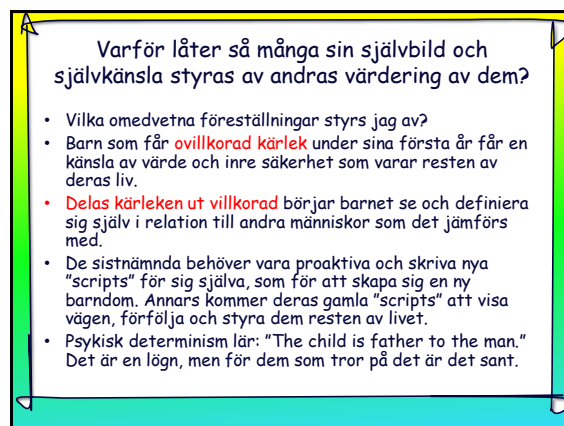 Varför låter så många sin självbild och
självkänsla styras av andras värdering av dem?
• Vilka omedvetna föreställningar styrs jag av?
• Barn som får ovillkorad kärlek under sina första år får en
känsla av värde och inre säkerhet som varar resten av
deras liv.
• Delas kärleken ut villkorad börjar barnet se och definiera
sig själv i relation till andra människor som det jämförs
med.
• De sistnämnda behöver vara proaktiva och skriva nya
"scripts" för sig själva, som för att skapa sig en ny
barndom. Annars kommer deras gamla "scripts" att visa
vägen, förfölja och styra dem resten av livet.
• Psykisk determinism lär: "The child is father to the man."
Det är en lögn, men för dem som tror på det är det sant.